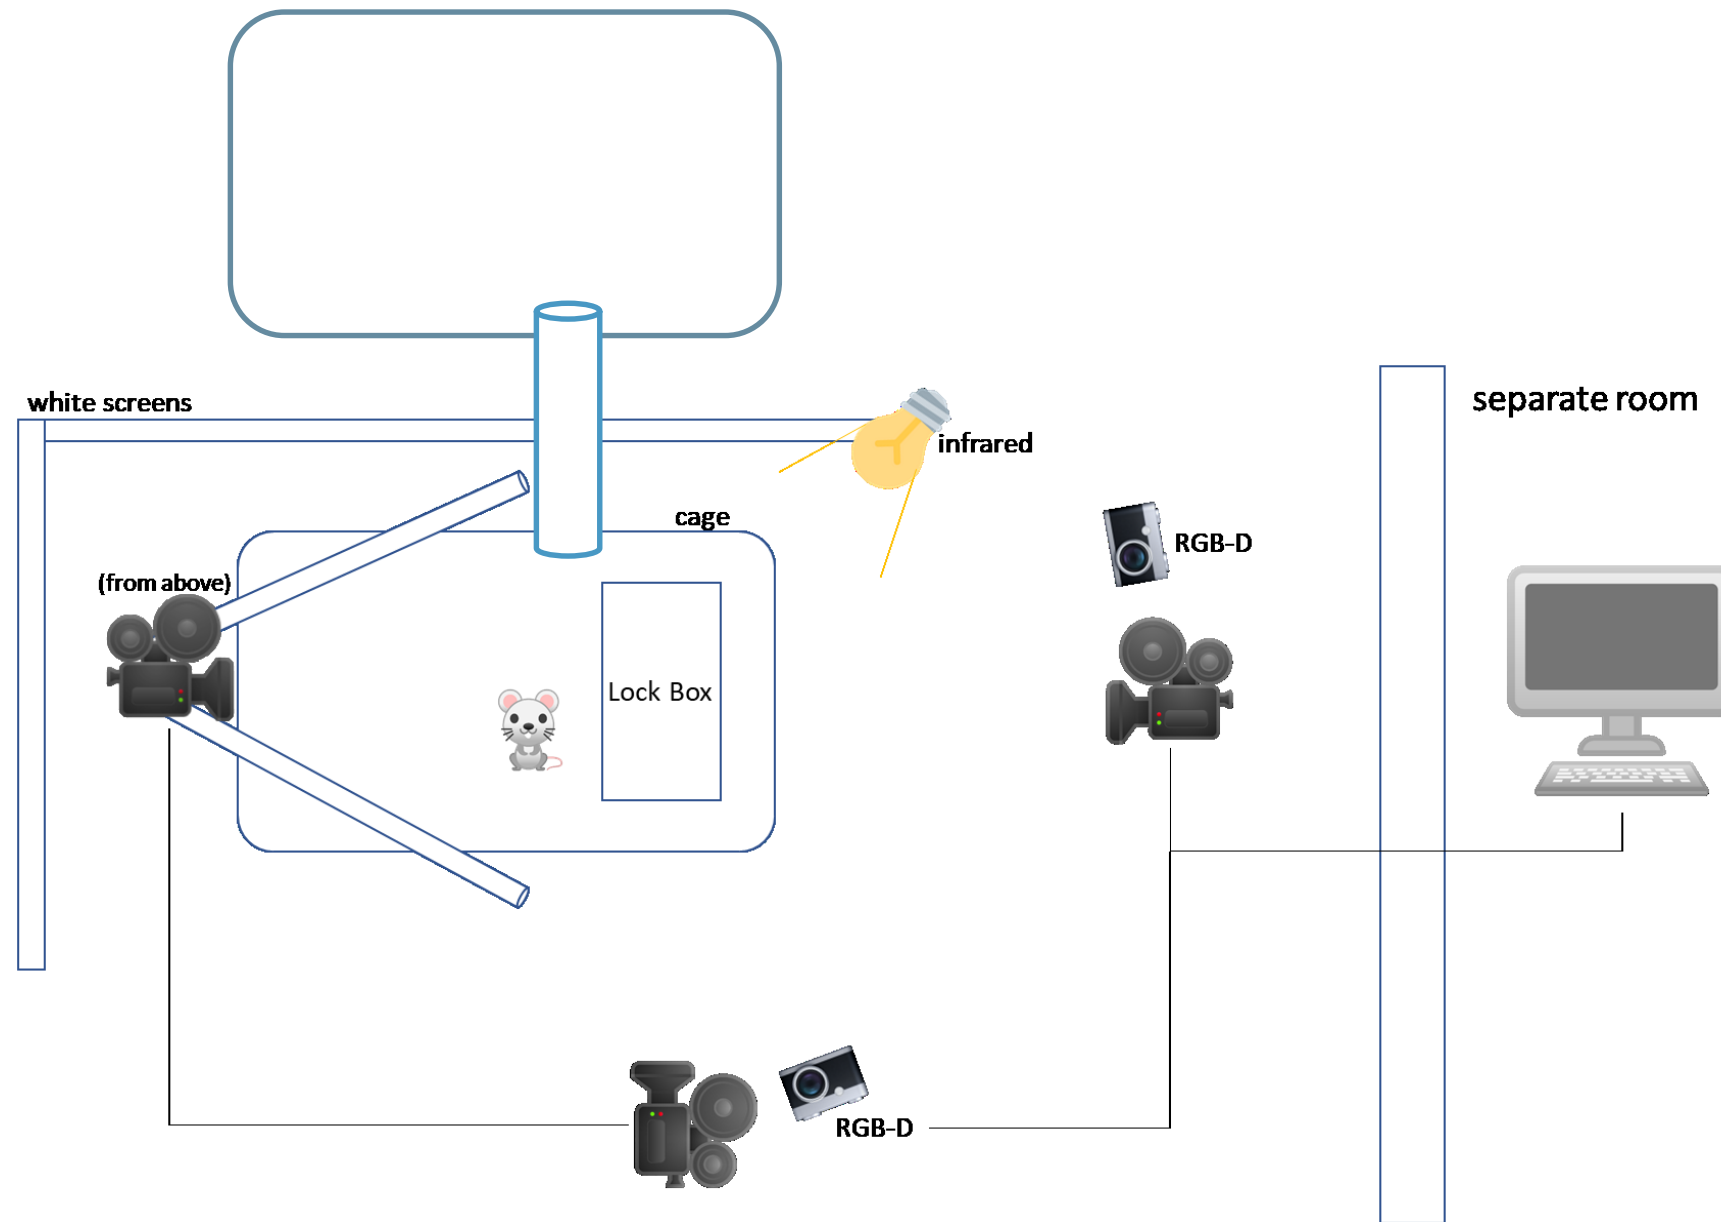 white screens
separate room
infrared
cage
RGB-D
(from above)
Lock Box
RGB-D